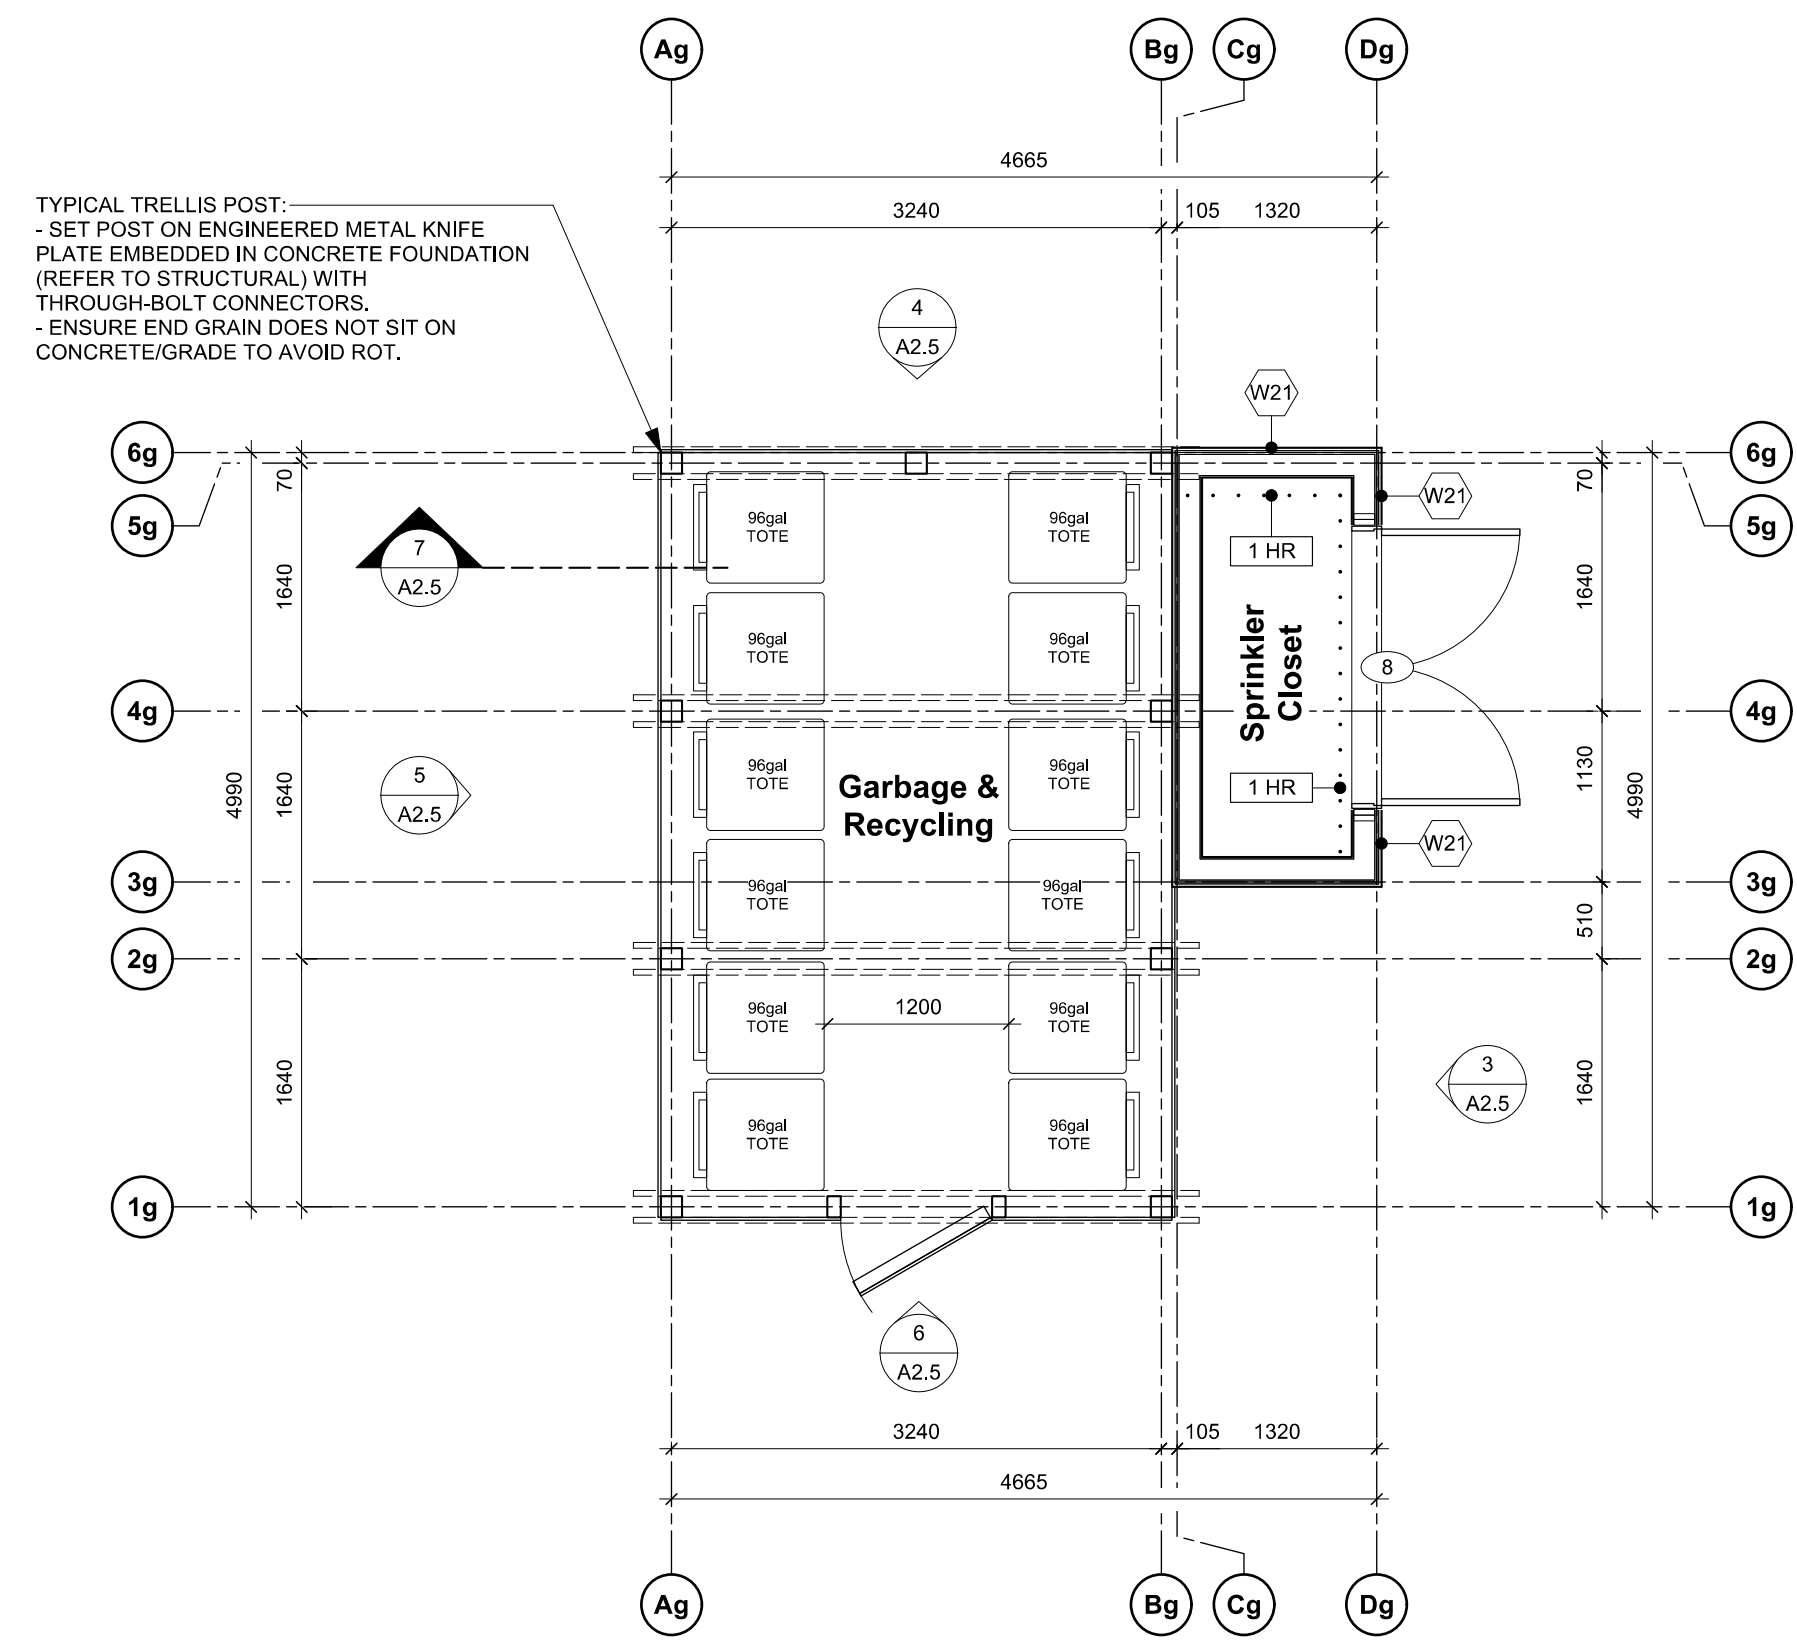 Ag
Bg
Cg
Dg
4665
3240
105
1320
TYPICAL TRELLIS POST:
- SET POST ON ENGINEERED METAL KNIFE
PLATE EMBEDDED IN CONCRETE FOUNDATION
(REFER TO STRUCTURAL) WITH
THROUGH-BOLT CONNECTORS.
- ENSURE END GRAIN DOES NOT SIT ON
CONCRETE/GRADE TO AVOID ROT.
4
A2.5
W21
6g
5g
4g
3g
2g
1g
70
1640
1640
1640
4990
7
A2.5
5
A2.5
96gal
TOTE
96gal
TOTE
96gal
TOTE
96gal
TOTE
96gal
TOTE
96gal
TOTE
Garbage &
Recycling
96gal
TOTE
96gal
TOTE
96gal
TOTE
96gal
TOTE
1200
96gal
TOTE
96gal
TOTE
1 HR
Sprinkler
Closet
1 HR
W21
8
W21
70
1640
1130
510
1640
4990
6g
5g
4g
3g
2g
1g
3
A2.5
6
A2.5
3240
105
1320
4665
Ag
Bg
Cg
Dg